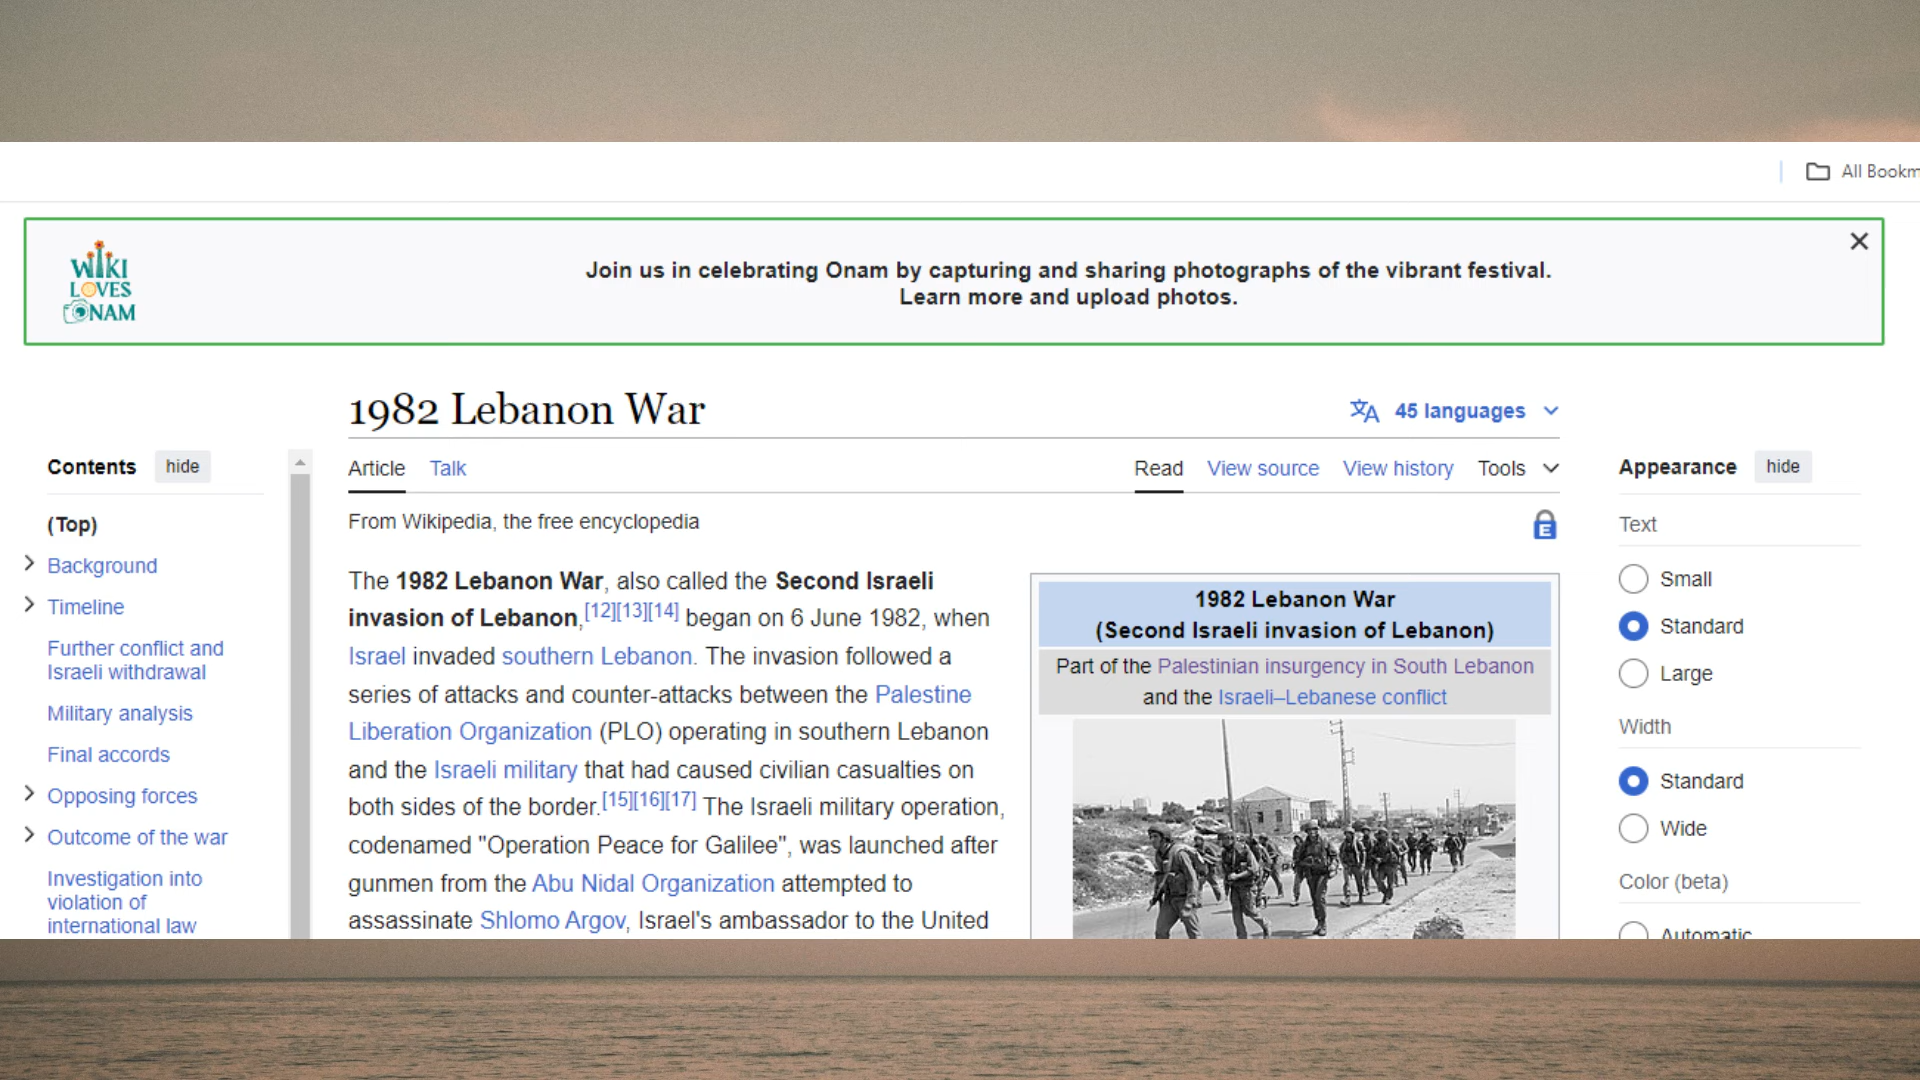 All Bookm
WIKI
LOVES
ONAM
Join us in celebrating Onam by capturing and sharing photographs of the vibrant festival.
Learn more and upload photos.
1982 Lebanon War
45 languages
Contents hide
(Top)
Background
Timeline
Further conflict and
Israeli withdrawal
Military analysis
Final accords
Opposing forces
Outcome of the war
Investigation into
violation of
international law
Article Talk
Read View source View history Tools
From Wikipedia, the free encyclopedia
E
The 1982 Lebanon War, also called the Second Israeli
invasion of Lebanon,[12][13][14] began on 6 June 1982, when
Israel invaded southern Lebanon. The invasion followed a
series of attacks and counter-attacks between the Palestine
Liberation Organization (PLO) operating in southern Lebanon
and the Israeli military that had caused civilian casualties on
both sides of the border.[15][16][17] The Israeli military operation,
codenamed "Operation Peace for Galilee", was launched after
gunmen from the Abu Nidal Organization attempted to
assassinate Shlomo Argov, Israel's ambassador to the United
1982 Lebanon War
(Second Israeli invasion of Lebanon)
Part of the Palestinian insurgency in South Lebanon
and the Israeli–Lebanese conflict
Appearance hide
Text
Small
Standard
Large
Width
Standard
Wide
Color (beta)
Automatic